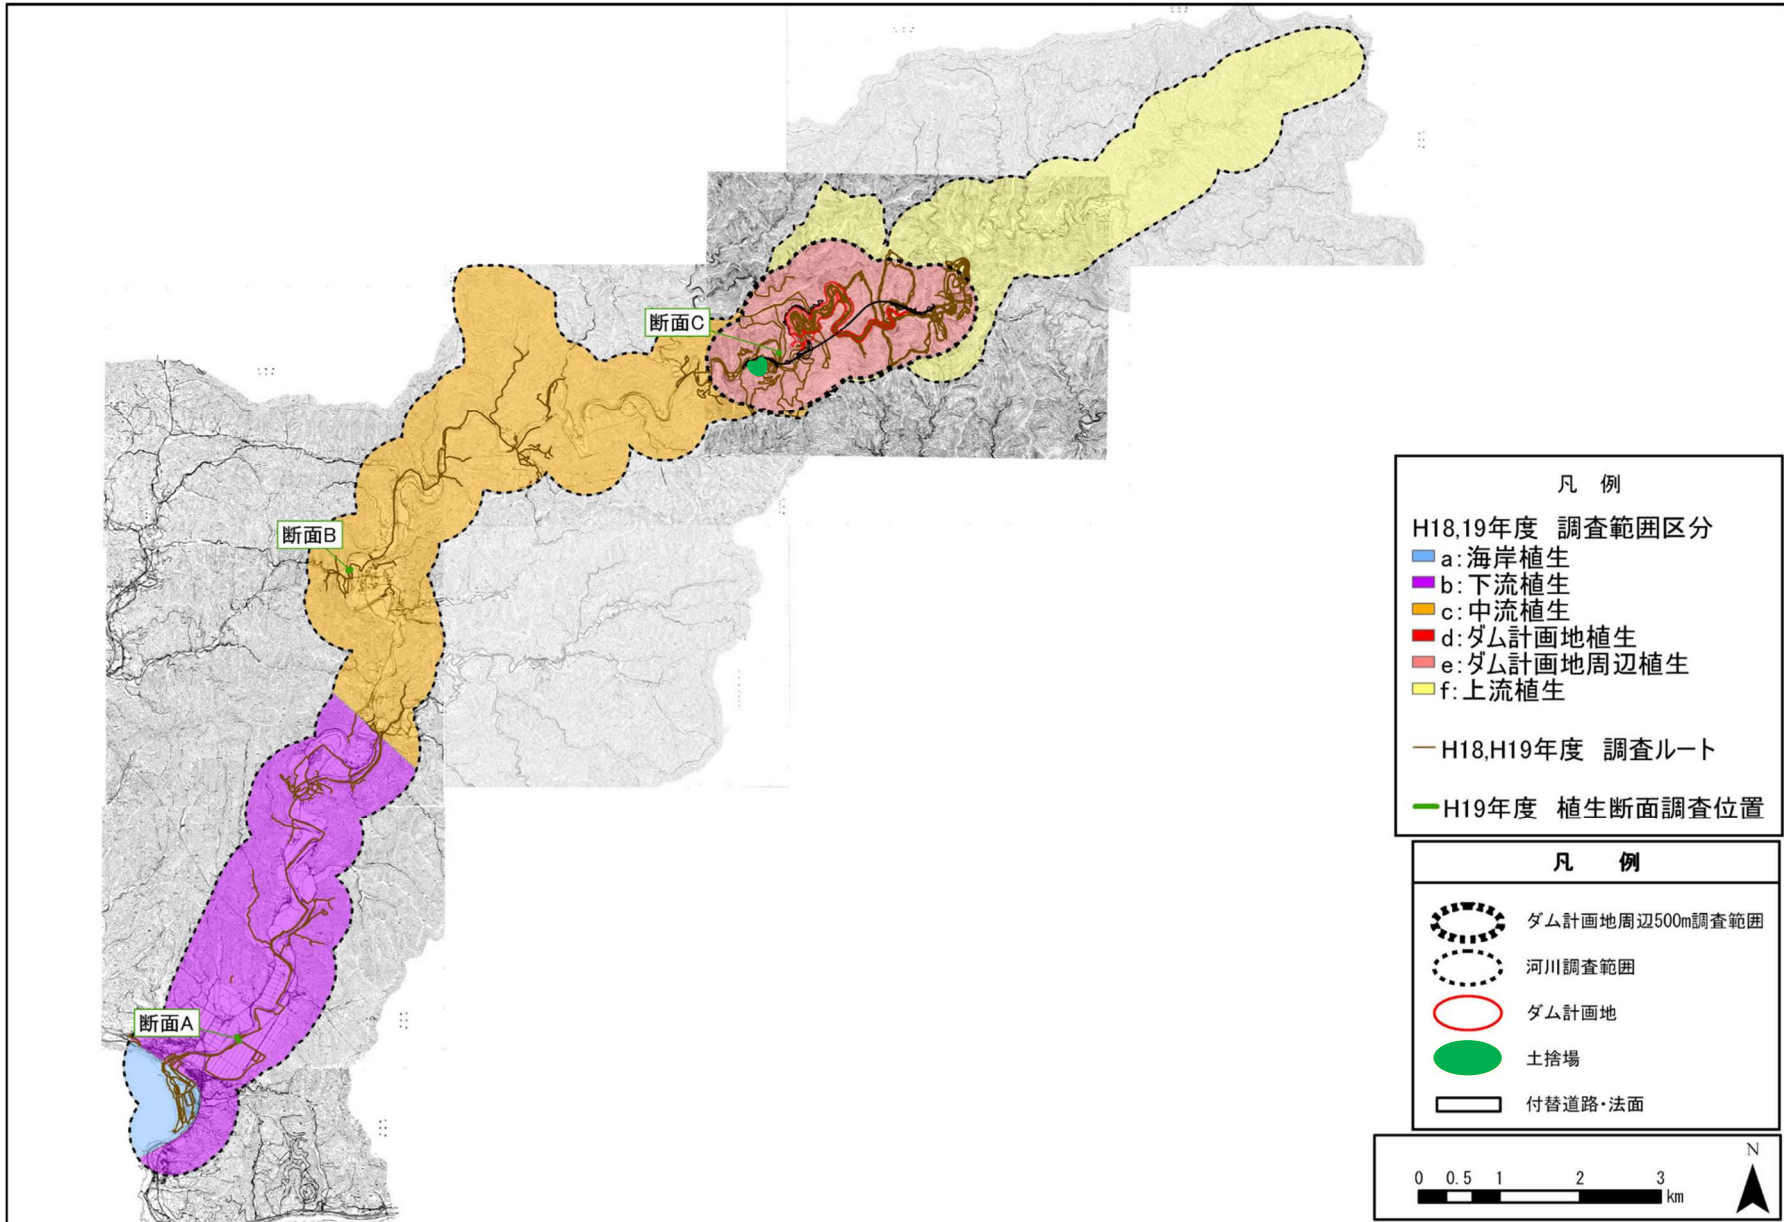 断面C
断面B
断面A
凡 例
H18,19年度 調査範囲区分
a:海岸植生
b:下流植生
c:中流植生
d:ダム計画地植生
e:ダム計画地周辺植生
f:上流植生
H18,H19年度 調査ルート
H19年度 植生断面調査位置
凡 例
ダム計画地周辺500m調査範囲
河川調査範囲
ダム計画地
土捨場
付替道路・法面
N
0 0.5 1 2 3
km